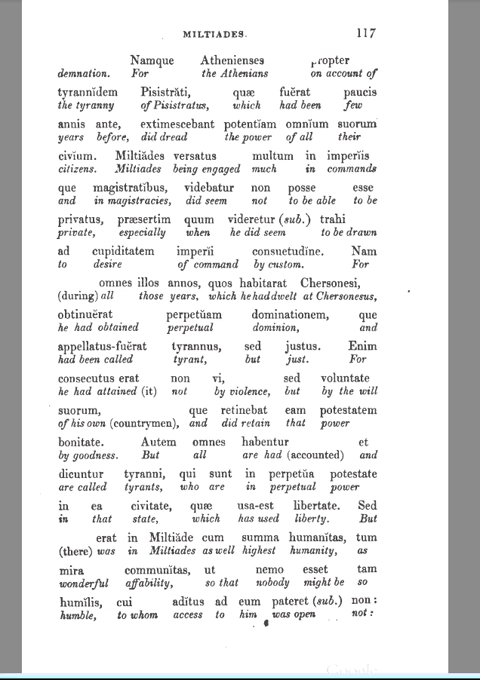 MILTIADES. 117
Namque Athenienses propter
demnation. For the Athenians on account of
tyrannĭdem Pisistrăti, quæ fuĕrat paucis
the tyranny of Pisistratus, which had been few
annis ante, extimescebant potentĭam omnĭum suorum
years before, did dread the power of all their
civĭum. Miltiădes versatus multum in imperĭis
citizens. Miltiades being engaged much in commands
que magistratĭbus, videbatur non posse esse
and in magistracies, did seem not to be able to be
privatus, præsertim quum videretur (sub.) trahi
private, especially when he did seem to be drawn
ad cupiditatem imperĭi consuetudĭne. Nam
to desire of command by custom. For
omnes illos annos, quos habitarat Chersonesi,
(during) all those years, which he had dwelt at Chersonesus,
obtinuĕrat perpetŭam dominationem, que
he had obtained perpetual dominion, and
appellatus-fuĕrat tyrannus, sed justus. Enim
had been called tyrant, but just. For
consecutus erat non vi, sed voluntate
he had attained (it) not by violence, but by the will
suorum, que retinebat eam potestatem
of his own (countrymen), and did retain that power
bonitate. Autem omnes habentur et
by goodness. But all are had (accounted) and
dicuntur tyranni, qui sunt in perpetŭa potestate
are called tyrants, who are in perpetual power
in ea civitate, quæ usa-est libertate. Sed
in that state, which has used liberty. But
erat in Miltiăde cum summa humanĭtas, tum
(there) was in Miltiades as well highest humanity, as
mira communĭtas, ut nemo esset tam
wonderful affability, so that nobody might be so
humĭlis, cui adĭtus ad eum pateret (sub.) non :
humble, to whom access to him was open not :